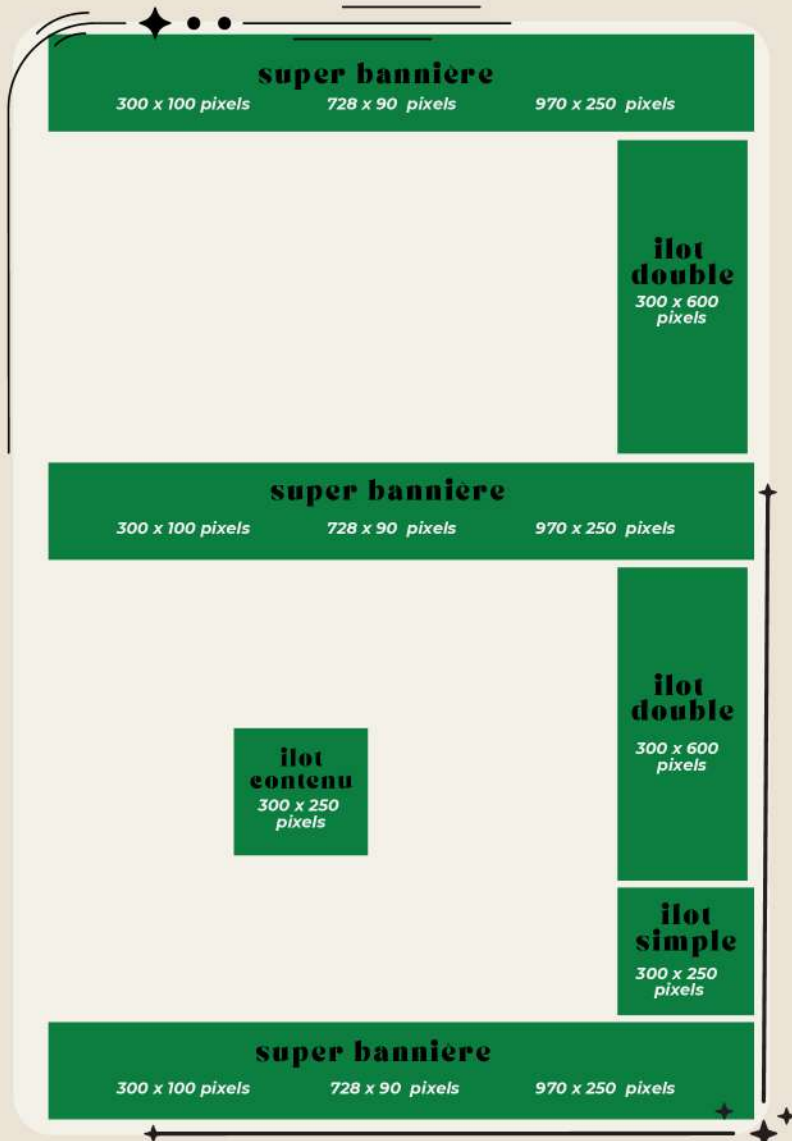 super bannière
300 x 100 pixels 728 x 90 pixels 970 x 250 pixels
ilot
double
300 x 600
pixels
super bannière
300 x 100 pixels 728 x 90 pixels 970 x 250 pixels
ilot
double
300 x 600
pixels
ilot
contenu
300 x 250
pixels
ilot
simple
300 x 250
pixels
super bannière
300 x 100 pixels 728 x 90 pixels 970 x 250 pixels